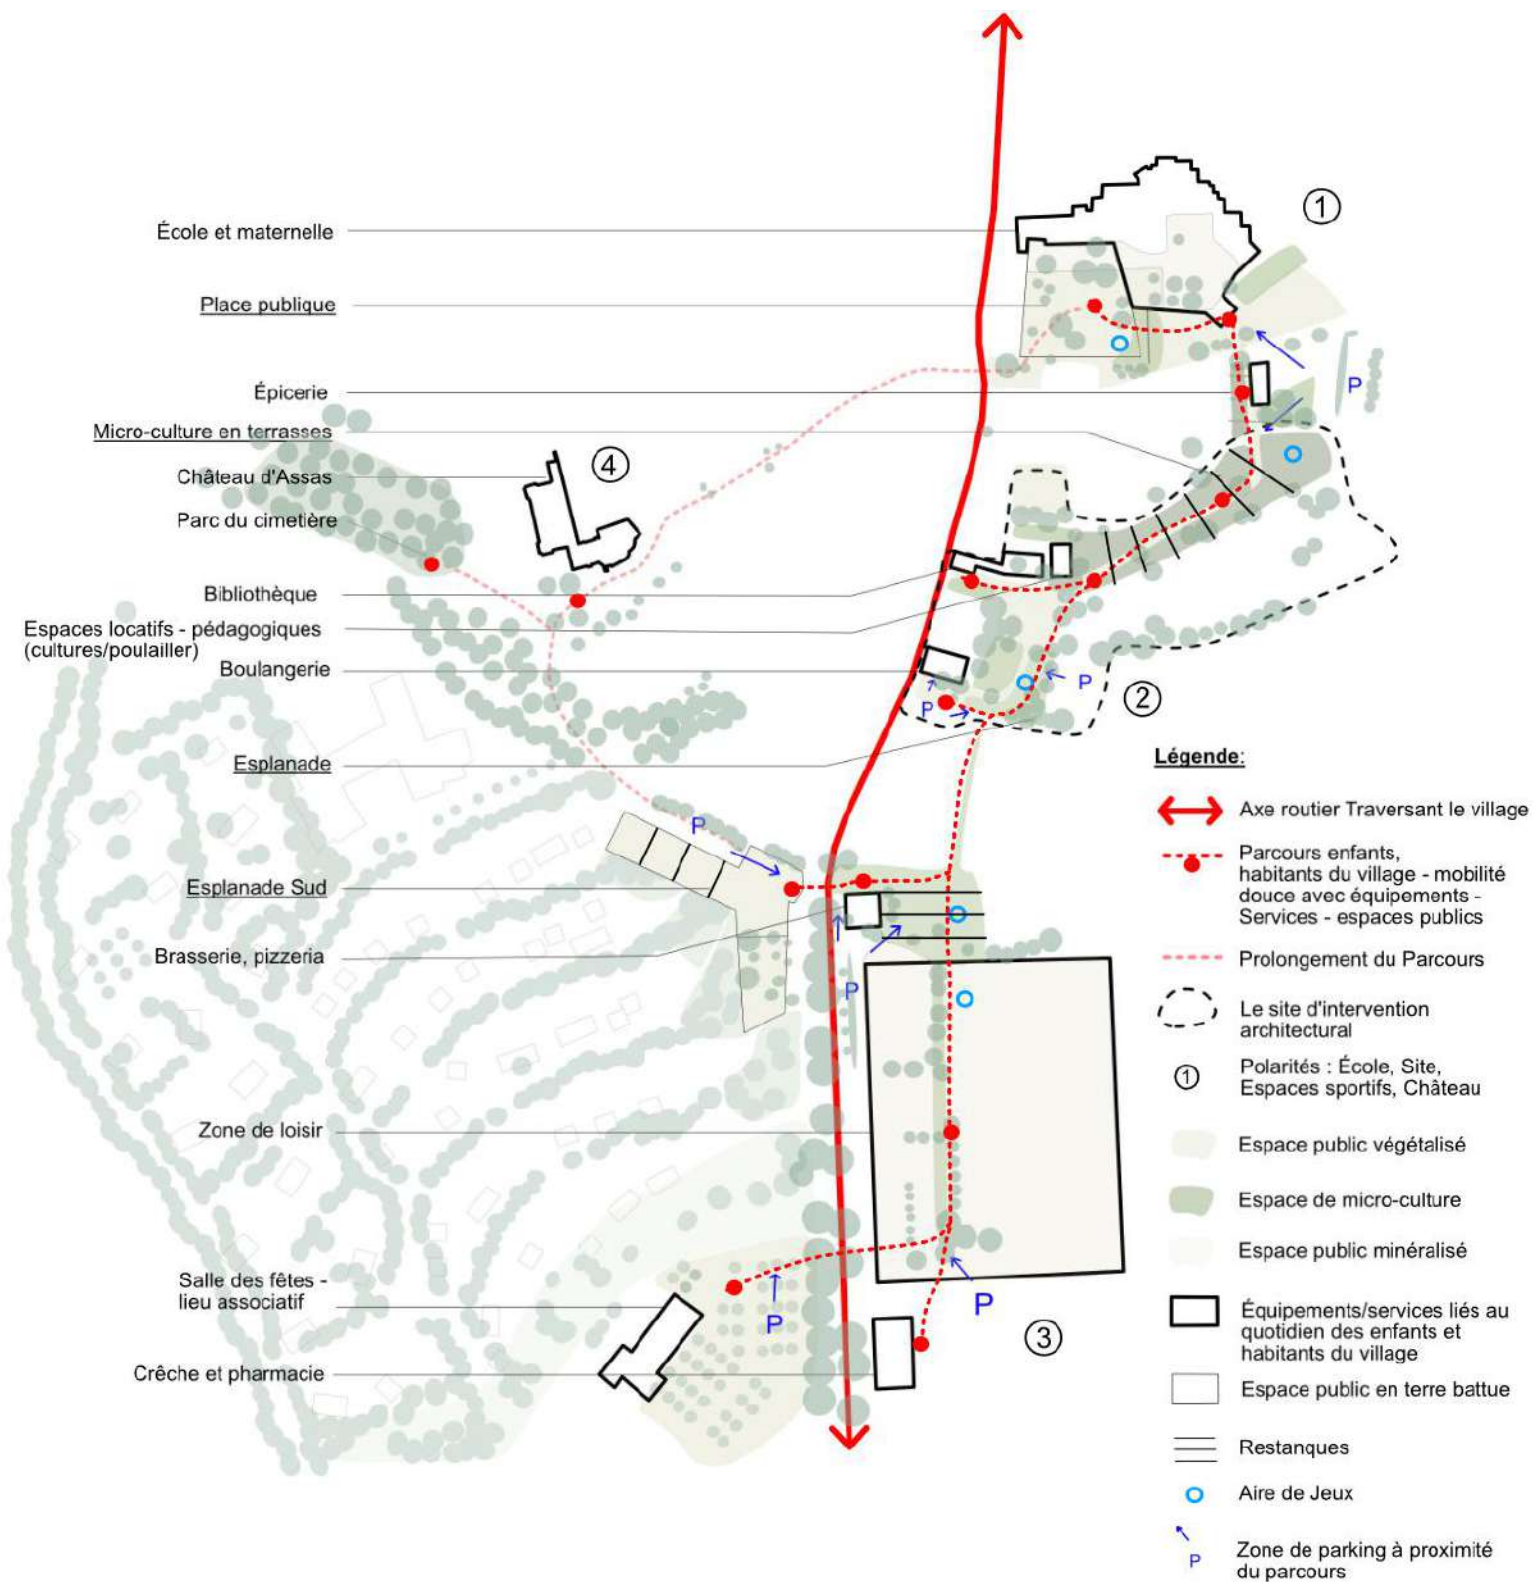 ①
École et maternelle
Place publique
Épicerie
P
Micro-culture en terrasses
④
Château d'Assas
Parc du cimetière
Bibliothèque
Espaces locatifs - pédagogiques
(cultures/poulailler)
Boulangerie
P
P
②
Esplanade
P
Esplanade Sud
Brasserie, pizzeria
P
Zone de loisir
Salle des fêtes -
lieu associatif
P
P
③
Crêche et pharmacie
Légende:
Axe routier Traversant le village
Parcours enfants,
habitants du village - mobilité
douce avec équipements -
Services - espaces publics
Prolongement du Parcours
Le site d'intervention
architectural
①
Polarités : École, Site,
Espaces sportifs, Château
Espace public végétalisé
Espace de micro-culture
Espace public minéralisé
Équipements/services liés au
quotidien des enfants et
habitants du village
Espace public en terre battue
Restanques
Aire de Jeux
P
Zone de parking à proximité
du parcours